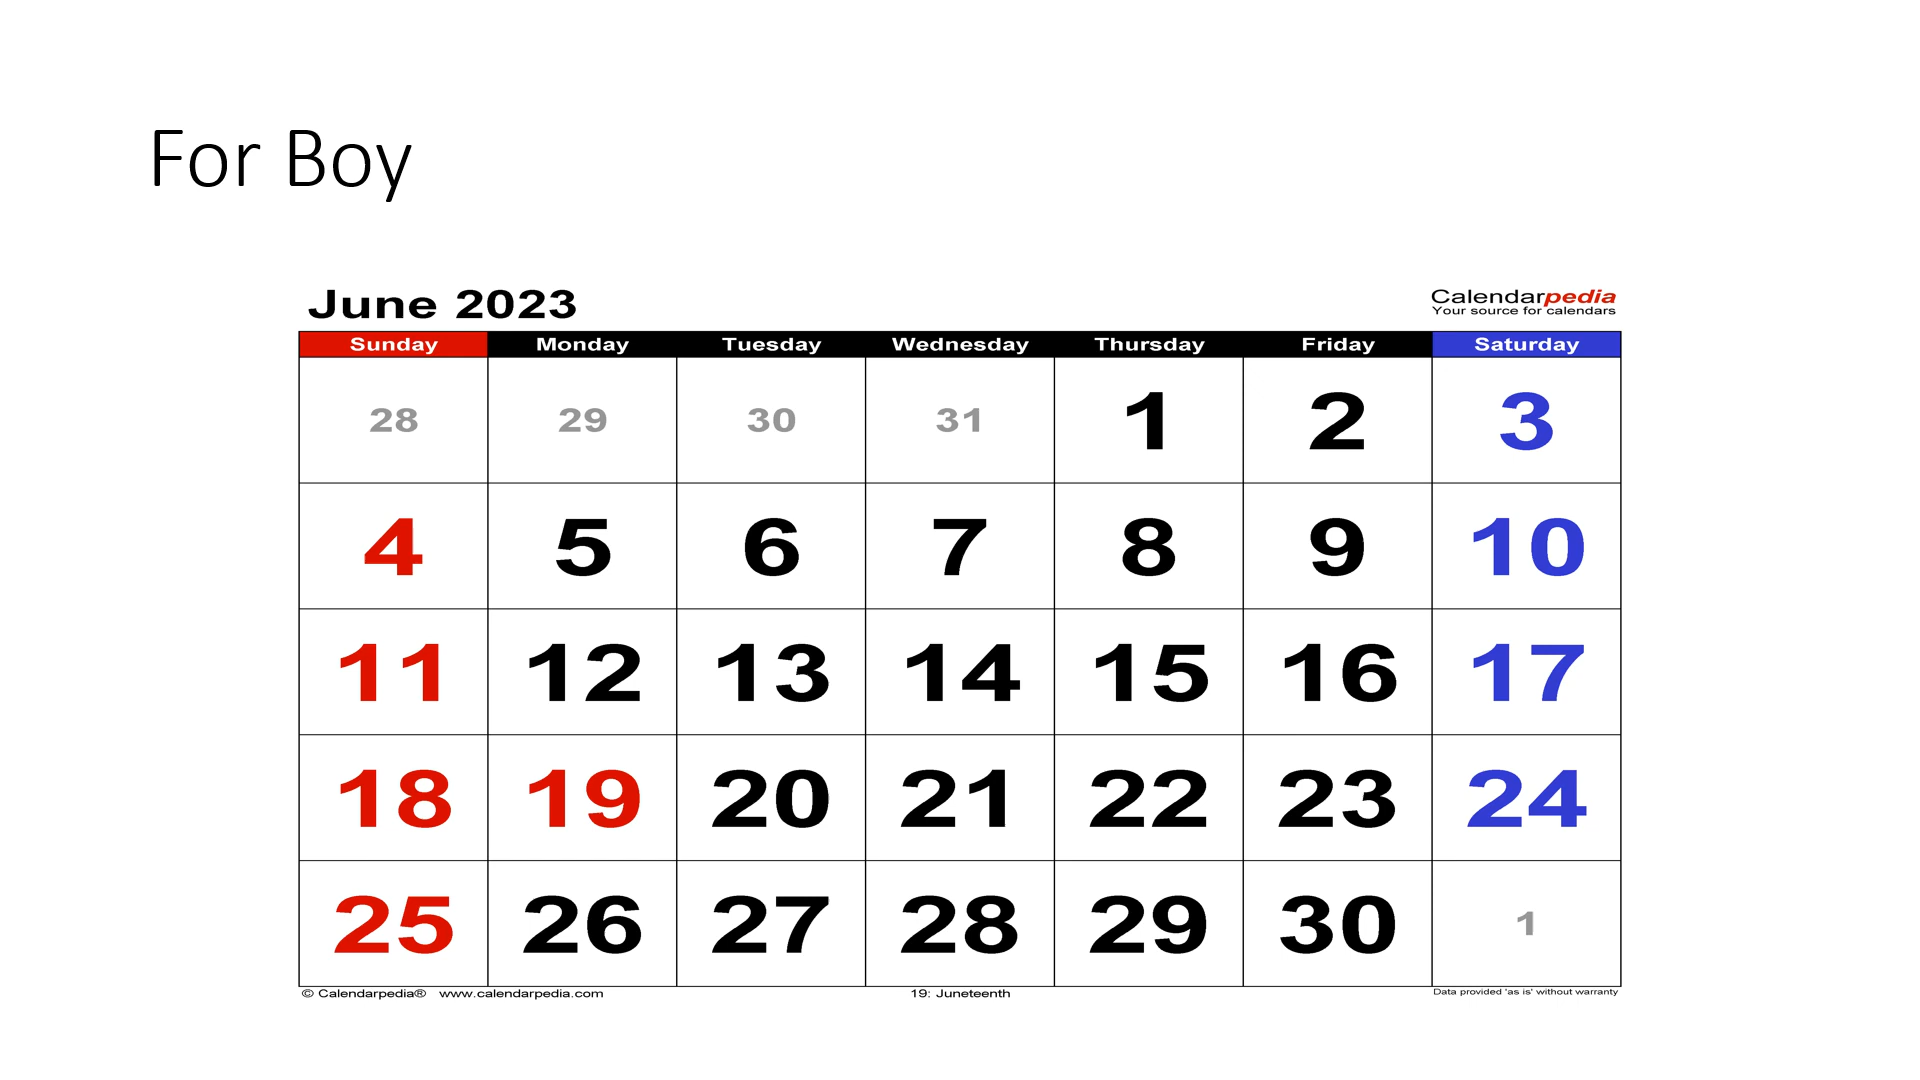 For Boy
June 2023
Calendarpedia
Your source for calendars
Sunday Monday Tuesday Wednesday Thursday Friday Saturday
28 29 30 31 1 2 3
4 5 6 7 8 9 10
11 12 13 14 15 16 17
18 19 20 21 22 23 24
25 26 27 28 29 30 1
© Calendarpedia® www.calendarpedia.com 19: Juneteenth Data provided 'as is' without warranty